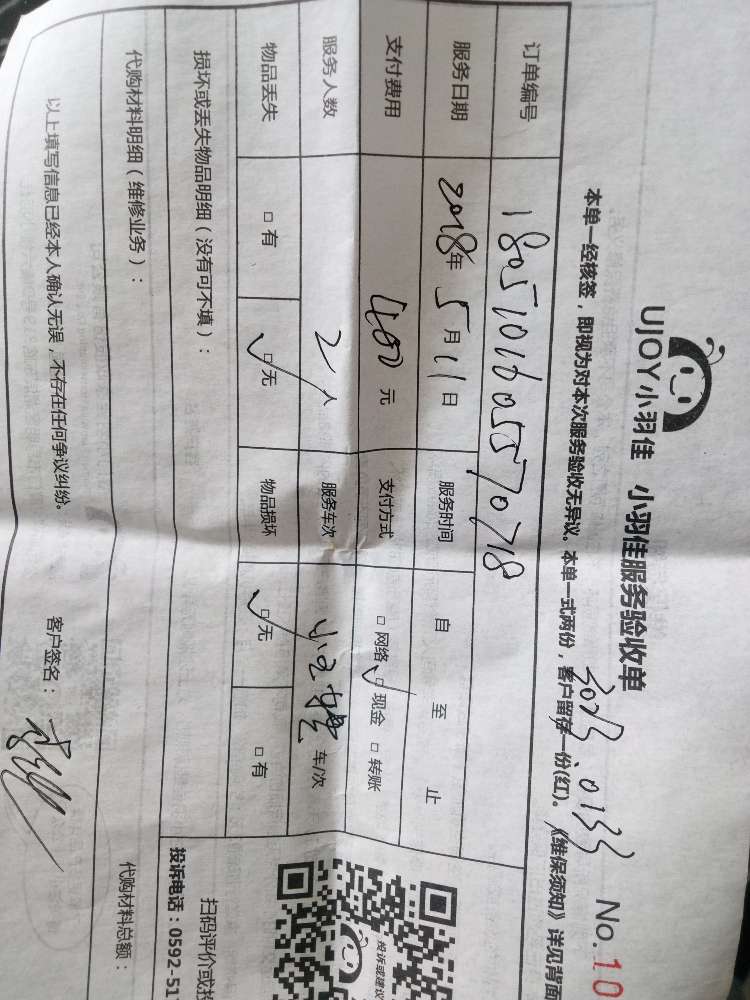 UJOY小羽佳 小羽佳服务验收单
No.10
本单一经核签，即视为对本次服务验收无异议。本单一式两份，客户留存一份(红)。《维保须知》详见背面
订单编号 18051016055570718
服务日期 2018年5月11日 服务时间 自 至 止
支付费用 400元 支付方式 □网络 ☑现金 □转账
服务人数 2人 服务车次 车/次
物品丢失 □有 ☑无 物品损坏 ☑无 □有
损坏或丢失物品明细（没有可不填）：
代购材料明细（维修业务）：
代购材料总额：
以上填写信息已经本人确认无误，不存在任何争议纠纷。 客户签名：
投诉或建议
扫码评价或投
投诉电话：0592-51